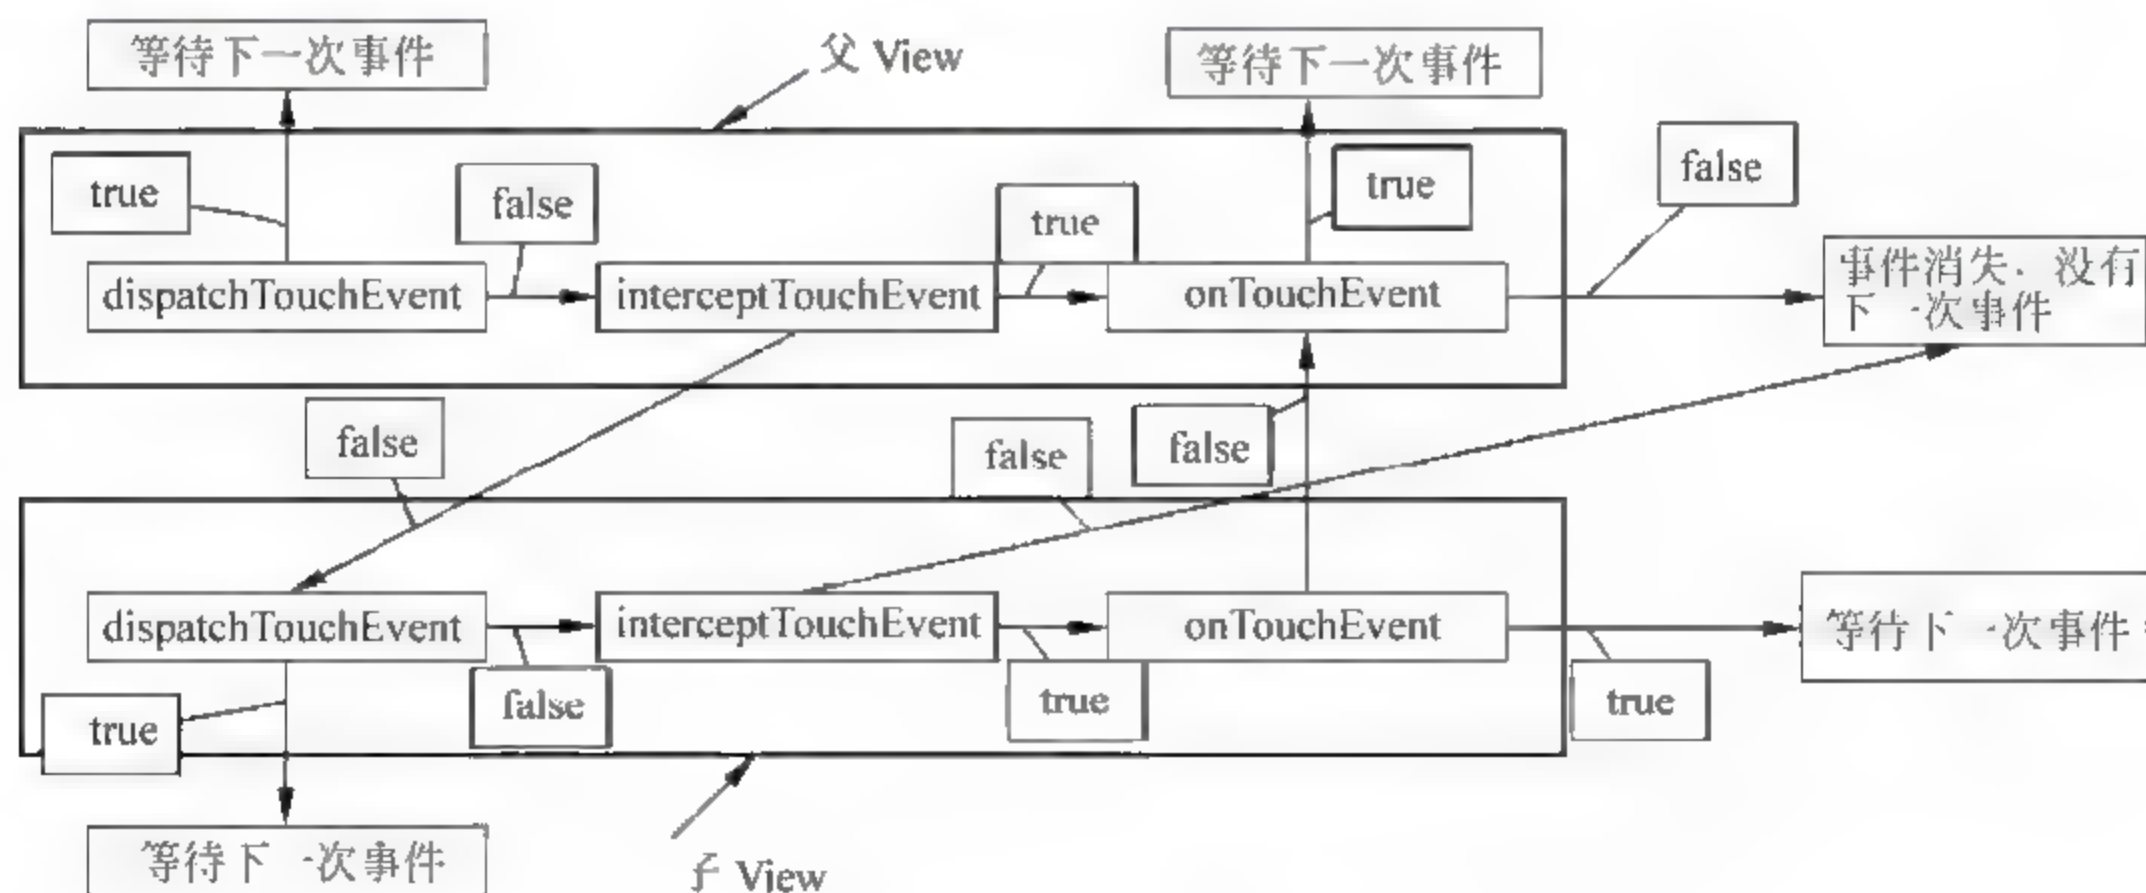 等待下一次事件
父 View
等待下一次事件
true
false
true
true
false
dispatchTouchEvent
interceptTouchEvent
onTouchEvent
事件消失, 没有
下一次事件
false
false
false
dispatchTouchEvent
interceptTouchEvent
onTouchEvent
等待下一次事件
true
false
true
true
等待下一次事件
子 View